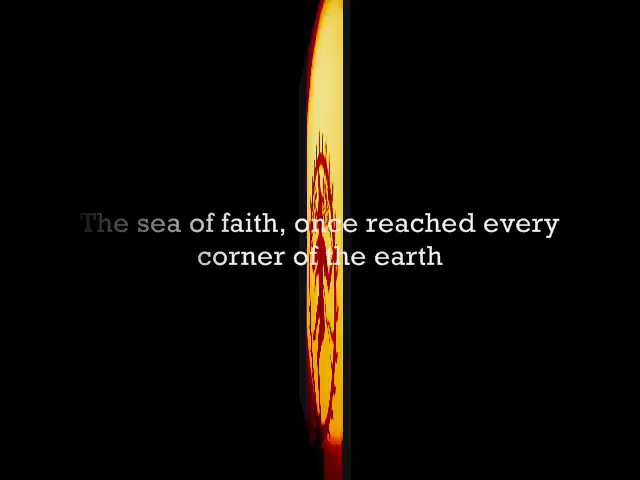 The sea of faith, once reached every
corner of the earth